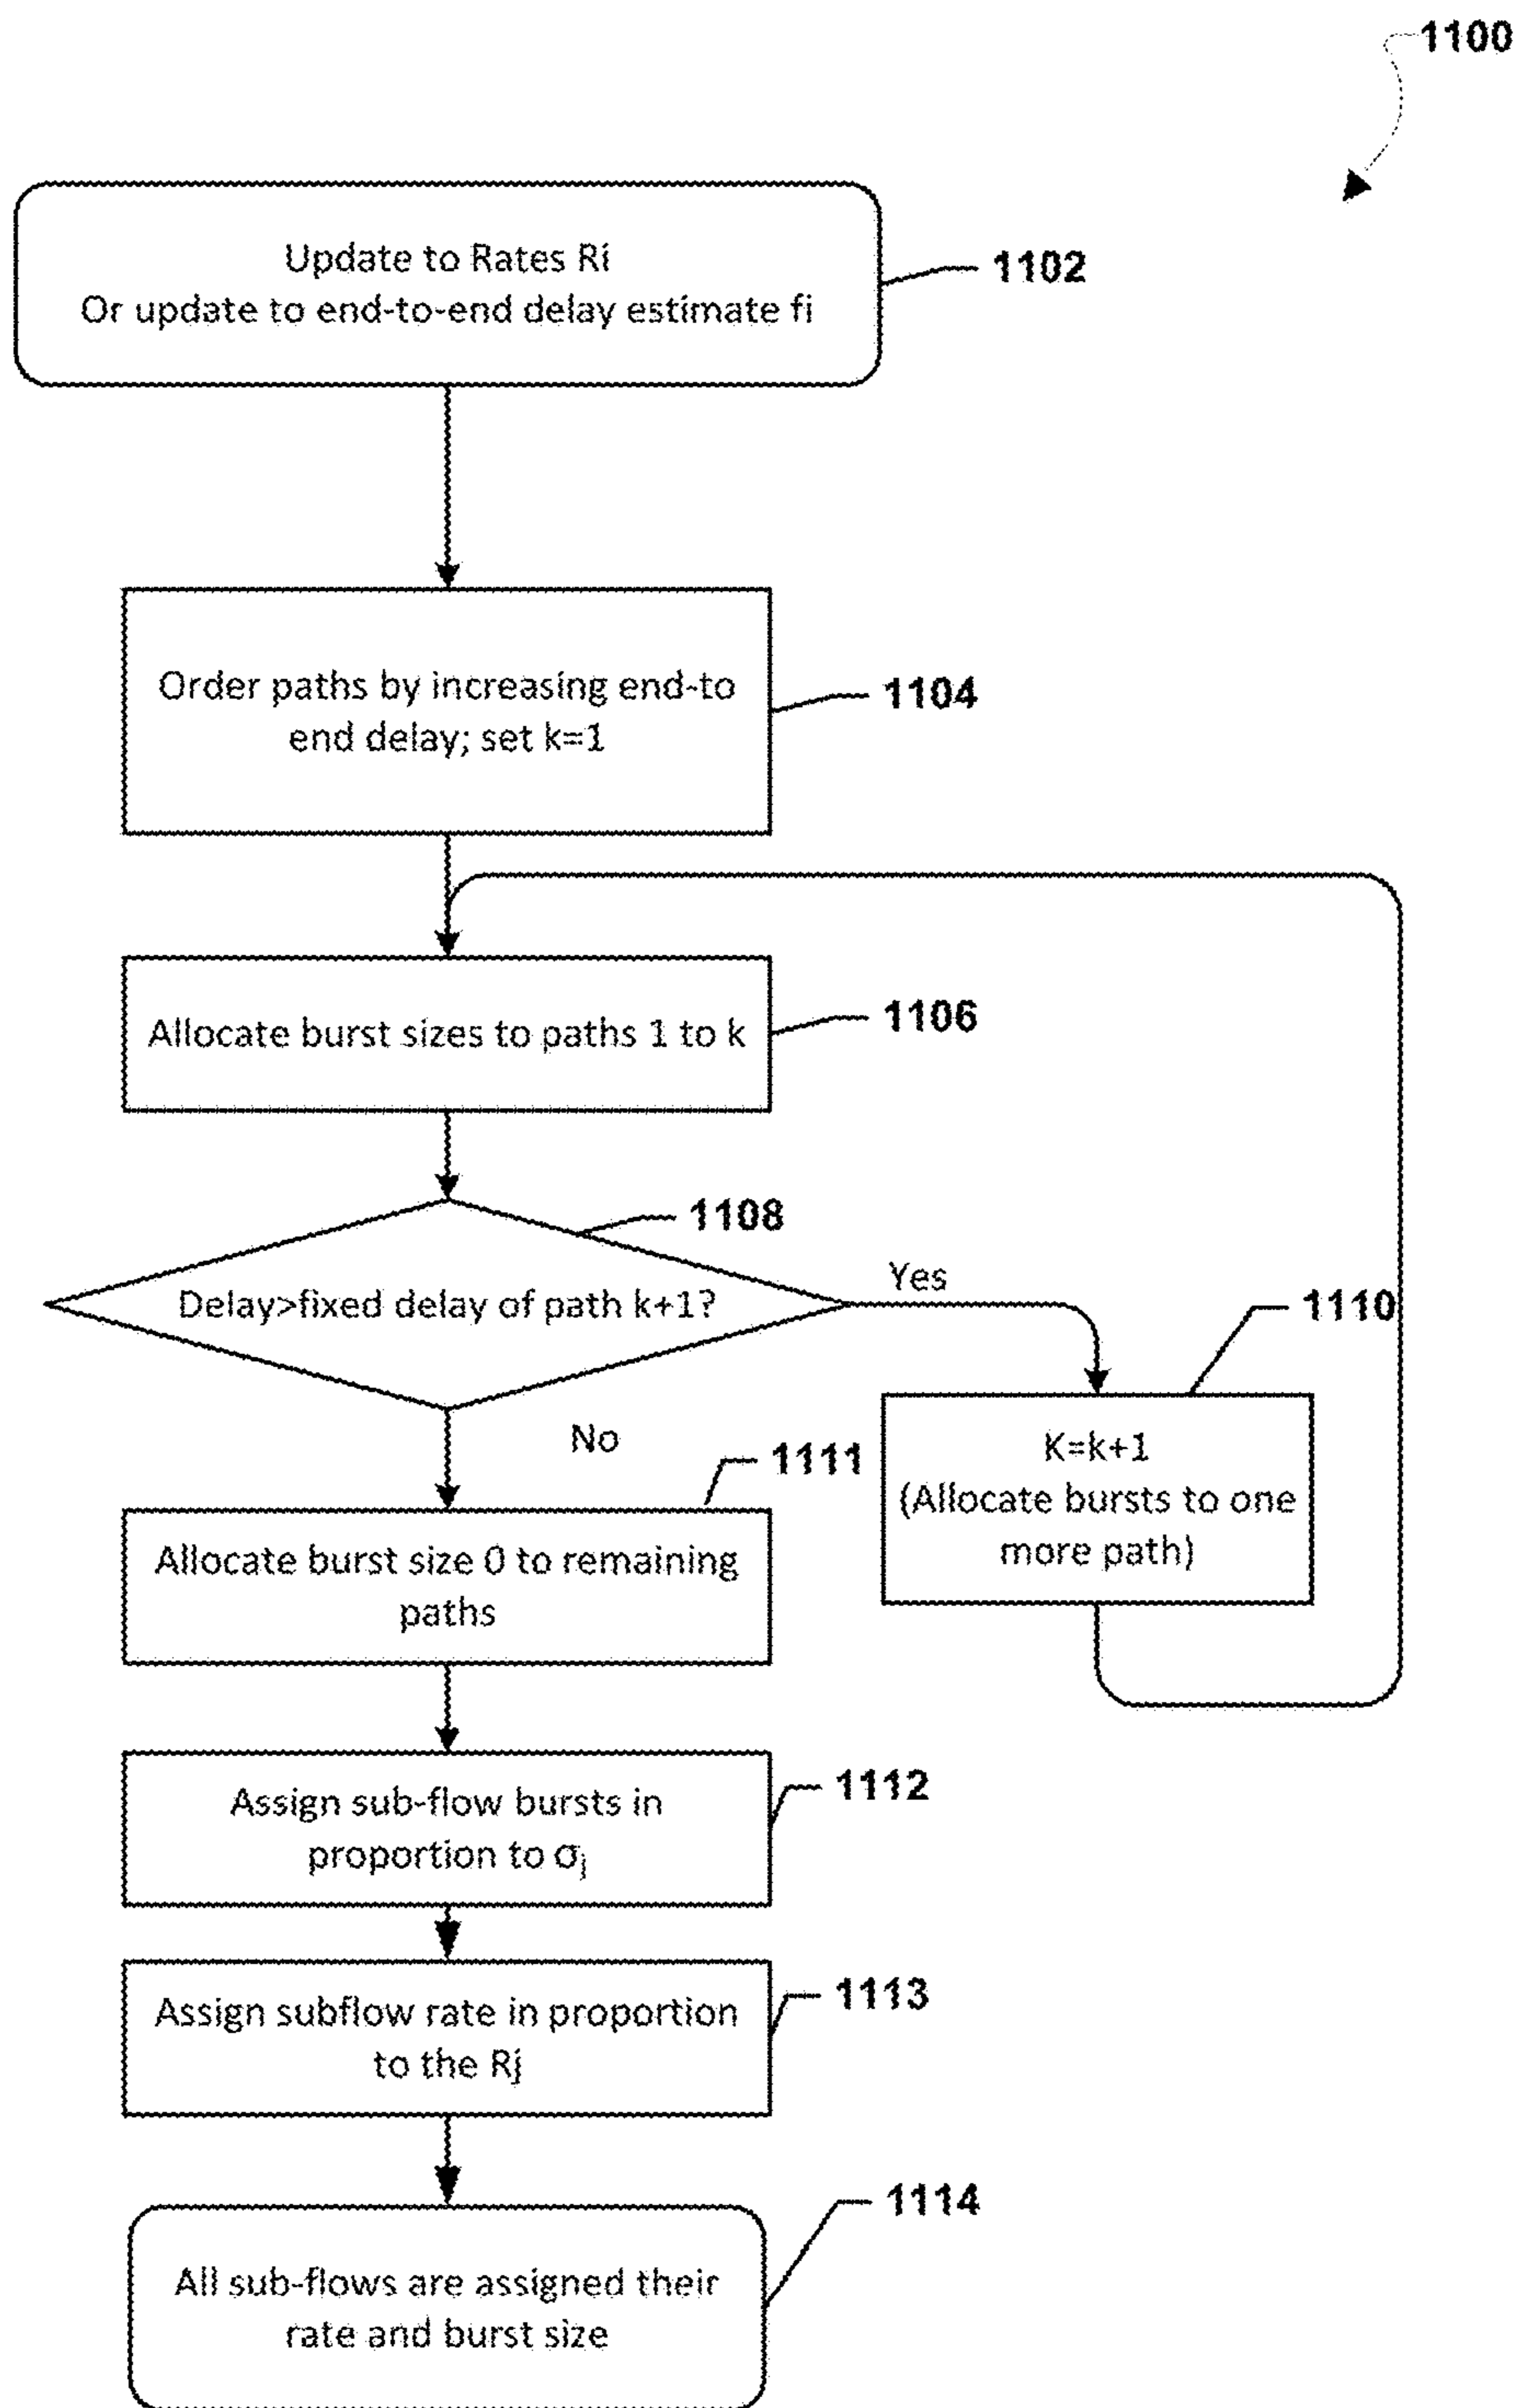 1100
Update to Rates Ri
Or update to end-to-end delay estimate fi
1102
Order paths by increasing end-to
end delay; set k=1
1104
Allocate burst sizes to paths 1 to k
1106
1108
Delay>fixed delay of path k+1?
Yes
1110
No
K=k+1
(Allocate bursts to one
more path)
1111
Allocate burst size 0 to remaining
paths
Assign sub-flow bursts in
proportion to σj
1112
Assign subflow rate in proportion
to the Rj
1113
1114
All sub-flows are assigned their
rate and burst size